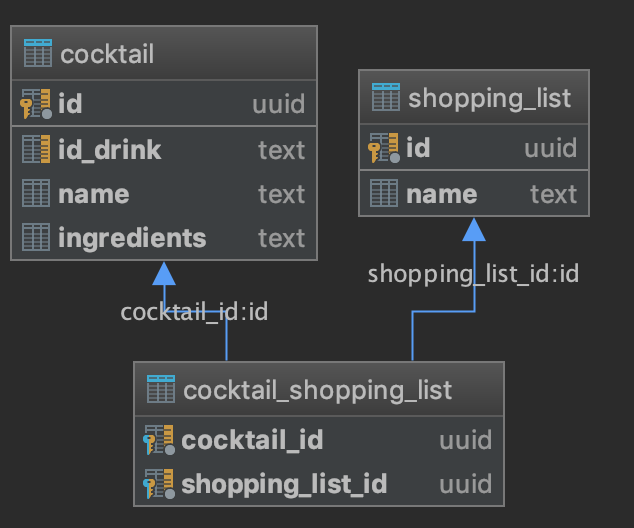 cocktail
id uuid
id_drink text
name text
ingredients text
shopping_list
id uuid
name text
cocktail_id:id
shopping_list_id:id
cocktail_shopping_list
cocktail_id uuid
shopping_list_id uuid